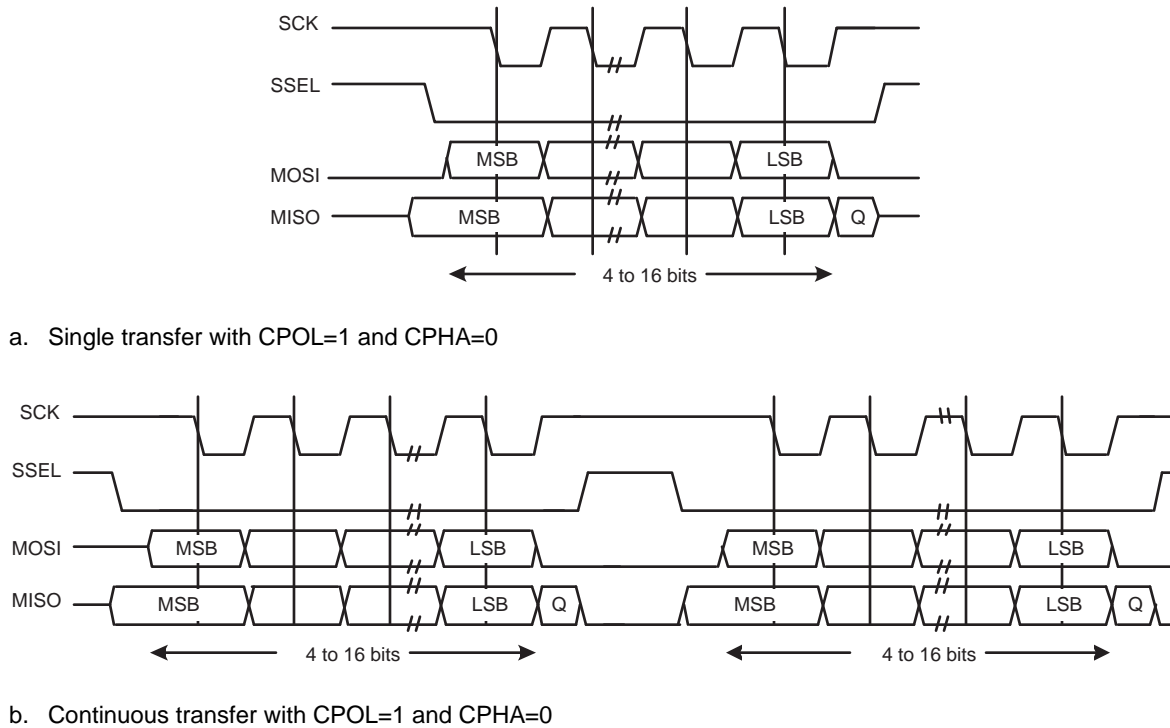 SCK
SSEL
MOSI MSB LSB
MISO MSB LSB Q
4 to 16 bits
a. Single transfer with CPOL=1 and CPHA=0
SCK
SSEL
MOSI MSB LSB MSB LSB
MISO MSB LSB Q MSB LSB Q
4 to 16 bits 4 to 16 bits
b. Continuous transfer with CPOL=1 and CPHA=0